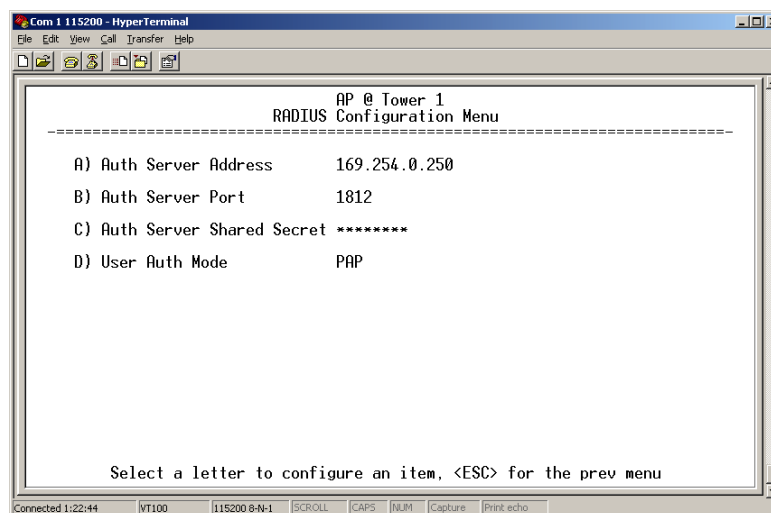 Com 1 115200 - HyperTerminal
File Edit View Call Transfer Help
AP @ Tower 1
RADIUS Configuration Menu
-==========================================================================-
A) Auth Server Address 169.254.0.250
B) Auth Server Port 1812
C) Auth Server Shared Secret ********
D) User Auth Mode PAP
Select a letter to configure an item, <ESC> for the prev menu
Connected 1:22:44 VT100 115200 8-N-1 SCROLL CAPS NUM Capture Print echo